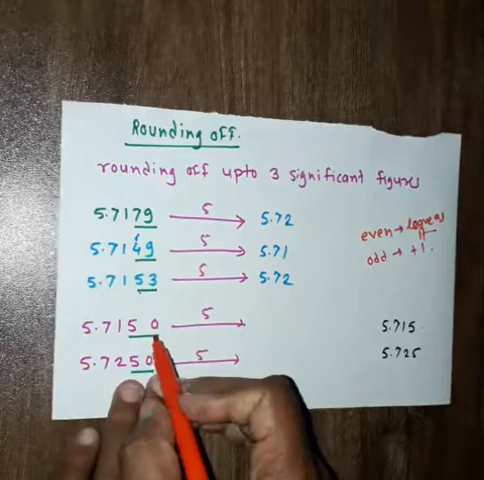 Rounding off.
rounding off upto 3 significant figures
5.7179 5 5.72
5.7149 5 5.71
5.7153 5 5.72
even → leave as
odd → +1.
5.7150 5 5.715
5.7250 5 5.725